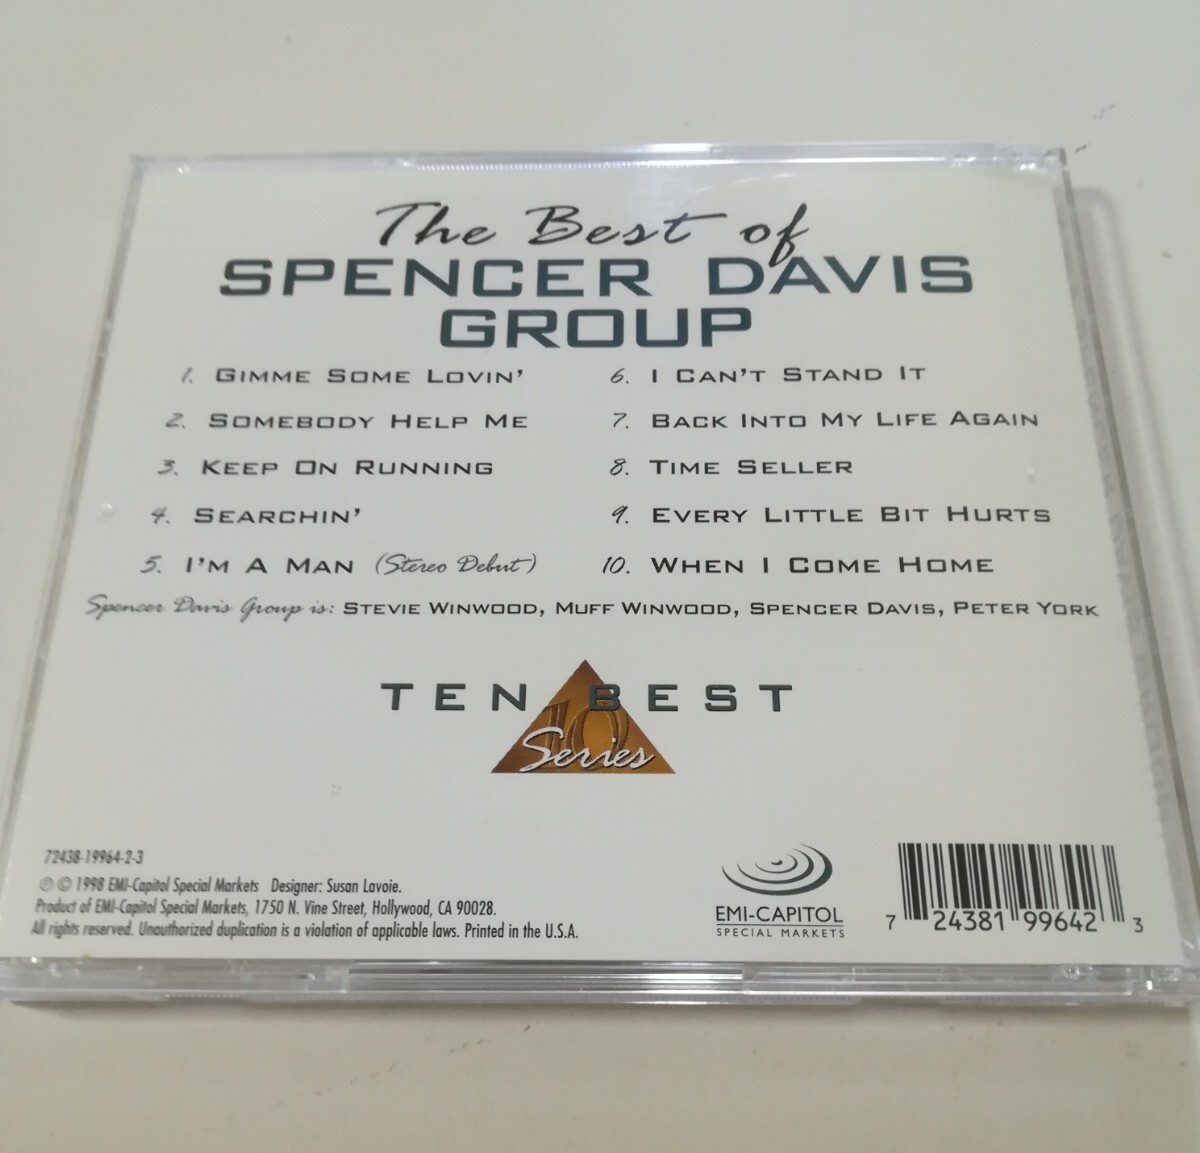 The Best of
SPENCER DAVIS
GROUP
1. GIMME SOME LOVIN'
2. SOMEBODY HELP ME
3. KEEP ON RUNNING
4. SEARCHIN'
5. I'M A MAN (Stereo Debut)
6. I CAN'T STAND IT
7. BACK INTO MY LIFE AGAIN
8. TIME SELLER
9. EVERY LITTLE BIT HURTS
10. WHEN I COME HOME
Spencer Davis Group is: STEVIE WINWOOD, MUFF WINWOOD, SPENCER DAVIS, PETER YORK
TEN BEST
10
Series
72438-19964-2-3
℗ © 1998 EMI-Capitol Special Markets Designer: Susan Lavoie.
Product of EMI-Capitol Special Markets, 1750 N. Vine Street, Hollywood, CA 90028.
All rights reserved. Unauthorized duplication is a violation of applicable laws. Printed in the U.S.A.
EMI-CAPITOL
SPECIAL MARKETS
7 24381 99642 3